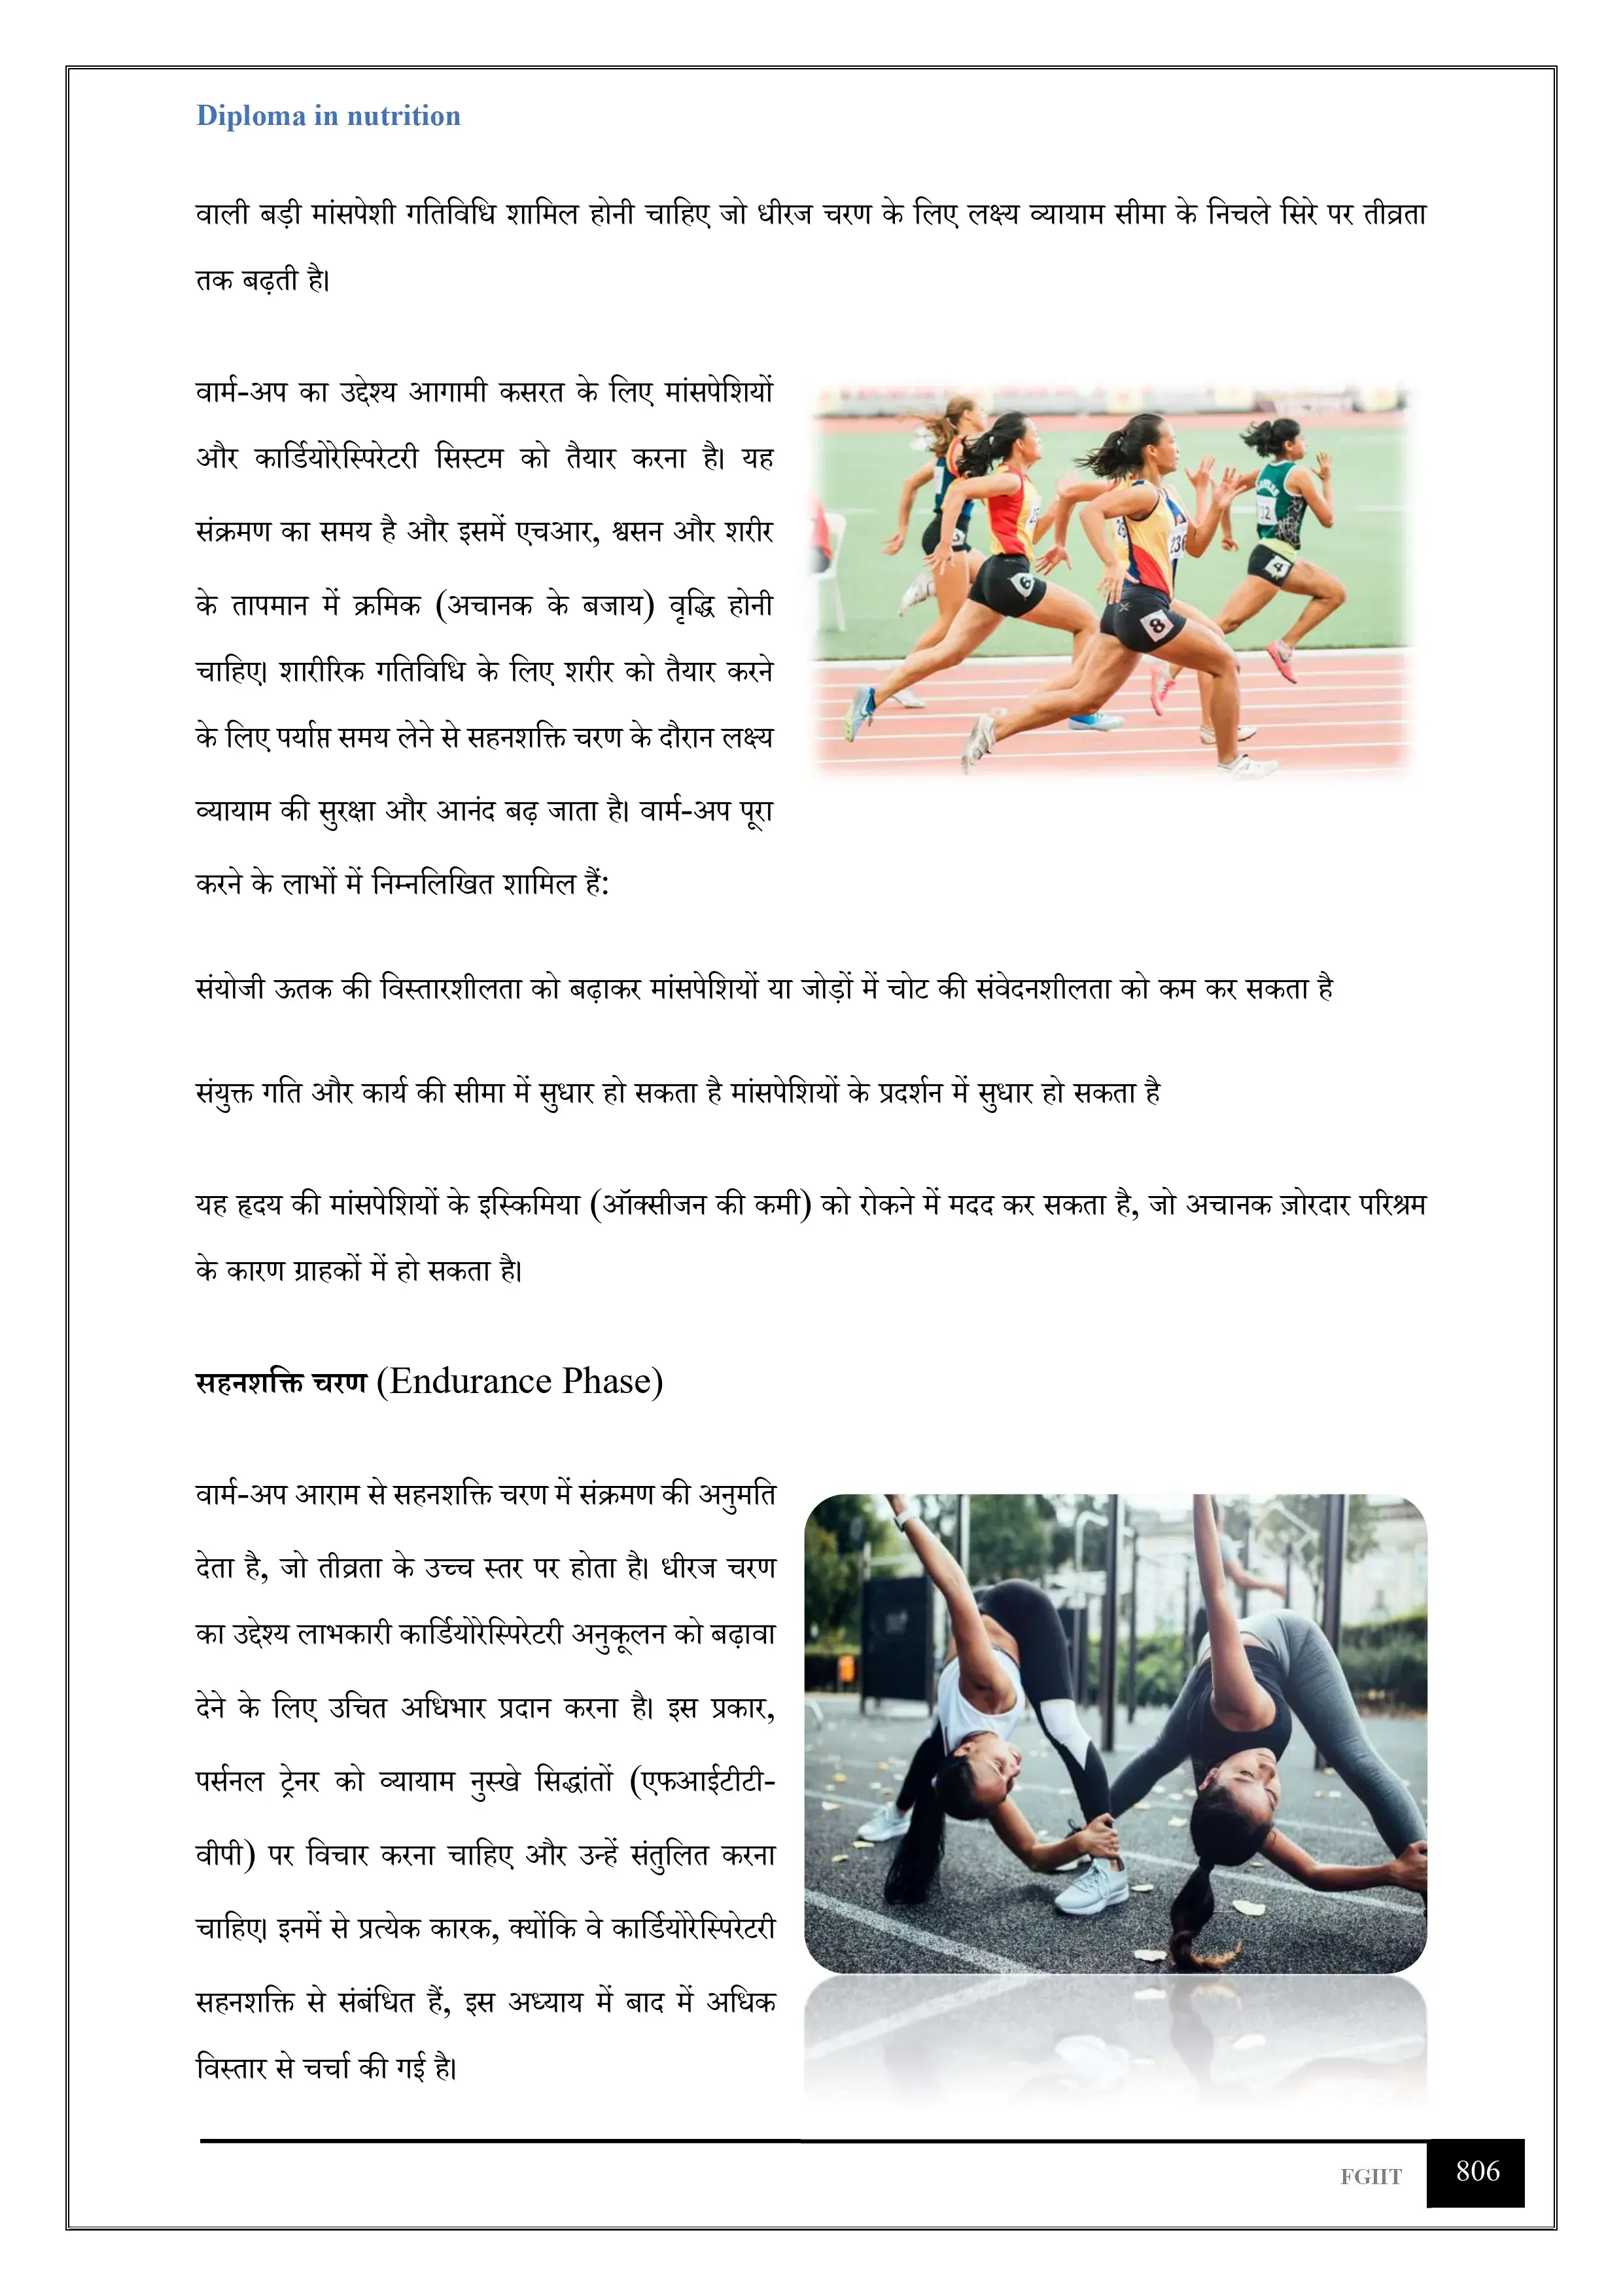 Diploma in nutrition
वाली बड़ी मांसपेशी गतिविधि शामिल होनी चाहिए जो धीरज चरण के लिए लक्ष्य व्यायाम सीमा के निचले सिरे पर तीव्रता
तक बढ़ती है।
वार्म-अप का उद्देश्य आगामी कसरत के लिए मांसपेशियों
और कार्डियोरेस्पिरेटरी सिस्टम को तैयार करना है। यह
संक्रमण का समय है और इसमें एचआर, श्वसन और शरीर
के तापमान में क्रमिक (अचानक के बजाय) वृद्धि होनी
चाहिए। शारीरिक गतिविधि के लिए शरीर को तैयार करने
के लिए पर्याप्त समय लेने से सहनशक्ति चरण के दौरान लक्ष्य
व्यायाम की सुरक्षा और आनंद बढ़ जाता है। वार्म-अप पूरा
करने के लाभों में निम्नलिखित शामिल हैं:
संयोजी ऊतक की विस्तारशीलता को बढ़ाकर मांसपेशियों या जोड़ों में चोट की संवेदनशीलता को कम कर सकता है
संयुक्त गति और कार्य की सीमा में सुधार हो सकता है मांसपेशियों के प्रदर्शन में सुधार हो सकता है
यह हृदय की मांसपेशियों के इस्किमिया (ऑक्सीजन की कमी) को रोकने में मदद कर सकता है, जो अचानक ज़ोरदार परिश्रम
के कारण ग्राहकों में हो सकता है।
सहनशक्ति चरण (Endurance Phase)
वार्म-अप आराम से सहनशक्ति चरण में संक्रमण की अनुमति
देता है, जो तीव्रता के उच्च स्तर पर होता है। धीरज चरण
का उद्देश्य लाभकारी कार्डियोरेस्पिरेटरी अनुकूलन को बढ़ावा
देने के लिए उचित अधिभार प्रदान करना है। इस प्रकार,
पर्सनल ट्रेनर को व्यायाम नुस्खे सिद्धांतों (एफआईटीटी-
वीपी) पर विचार करना चाहिए और उन्हें संतुलित करना
चाहिए। इनमें से प्रत्येक कारक, क्योंकि वे कार्डियोरेस्पिरेटरी
सहनशक्ति से संबंधित हैं, इस अध्याय में बाद में अधिक
विस्तार से चर्चा की गई है।
6
8
236
4
FGIIT 806